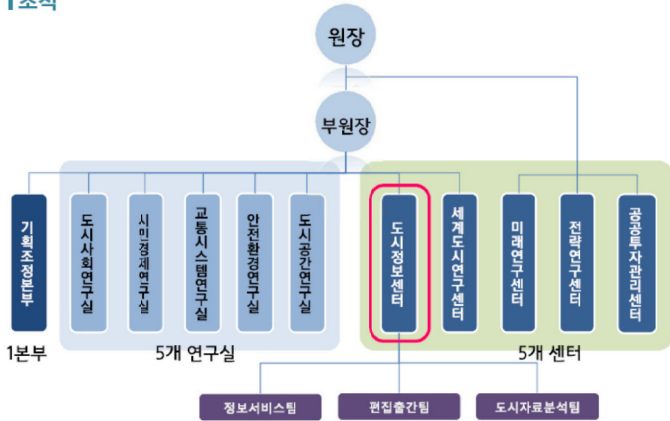 조직
원장
부원장
기획조정본부
도시사회연구실
시민경제연구실
교통시스템연구실
안전환경연구실
도시공간연구실
도시정보센터
세계도시연구센터
미래연구센터
전략연구센터
공공투자관리센터
1본부
5개 연구실
5개 센터
정보서비스팀
편집출간팀
도시자료분석팀